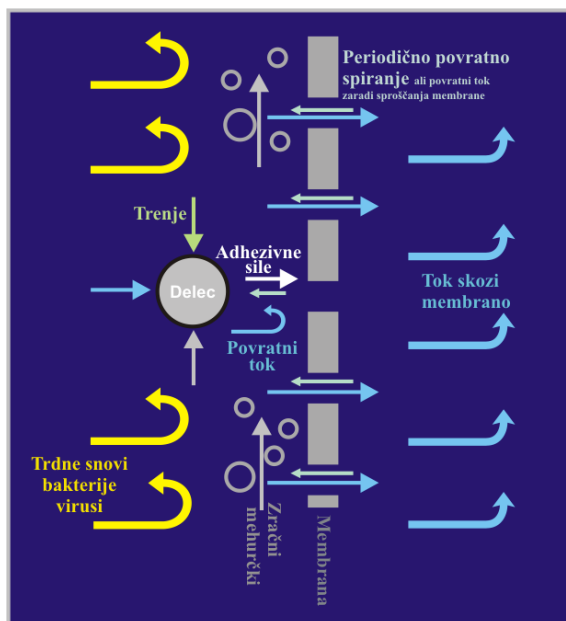 Periodično povratno
spiranje ali povratni tok
zaradi sproščanja membrane
Trenje
Adhezivne
sile
Delec
Tok skozi
membrano
Povratni
tok
Trdne snovi
bakterije
virusi
Zračni
mehurčki
Membrana